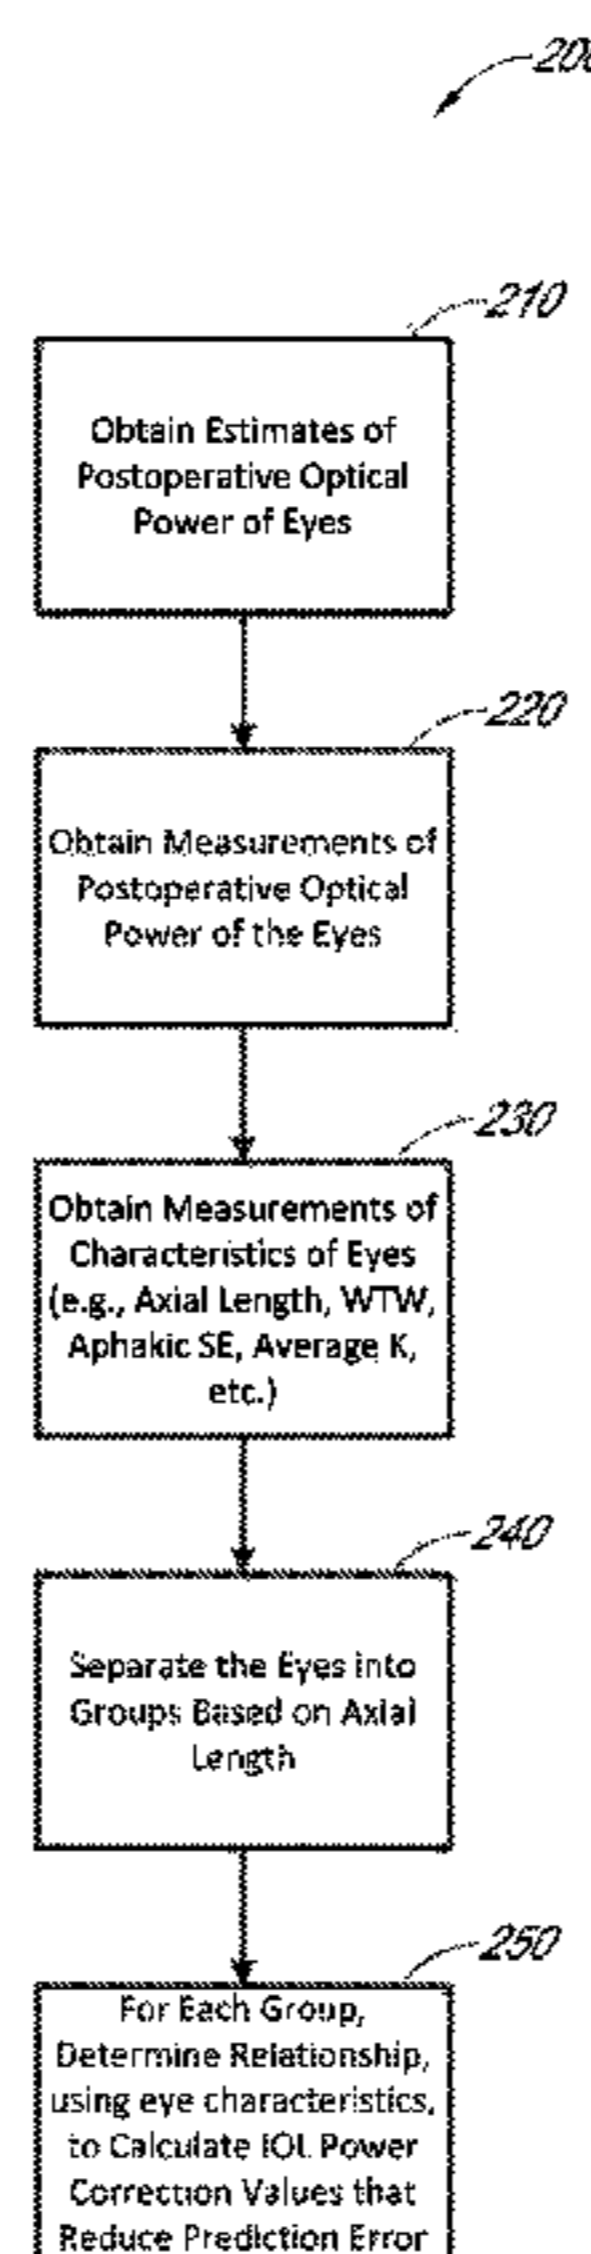 210
Obtain Estimates of
Postoperative Optical
Power of Eyes
220
Obtain Measurements of
Postoperative Optical
Power of the Eyes
230
Obtain Measurements of
Characteristics of Eyes
(e.g., Axial Length, WTW,
Aphakic SE, Average K,
etc.)
240
Separate the Eyes into
Groups Based on Axial
Length
250
For Each Group,
Determine Relationship,
using eye characteristics,
to Calculate IOL Power
Correction Values that
Reduce Prediction Error